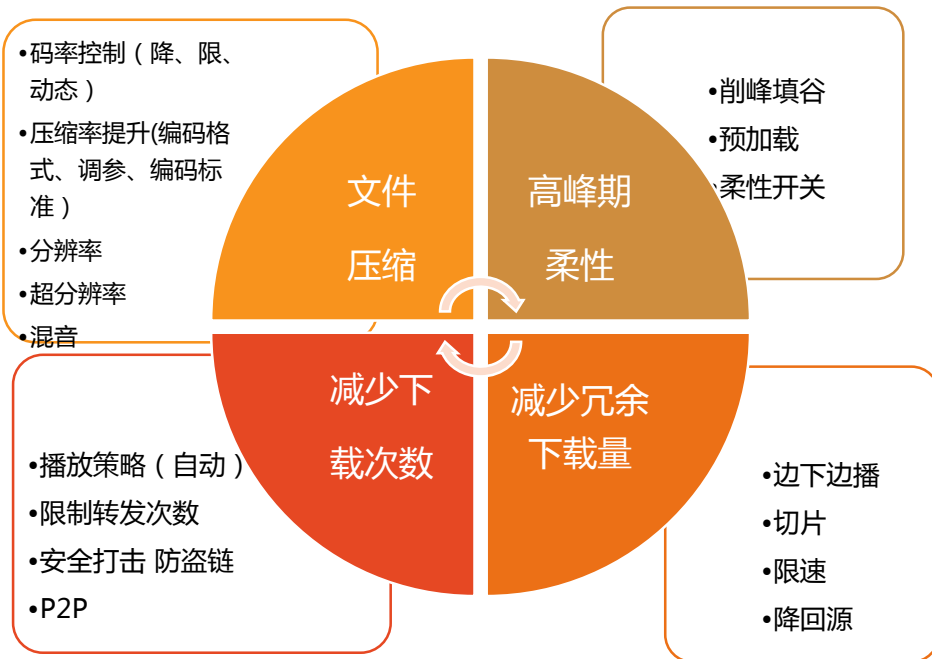 •码率控制（降、限、
动态）
•压缩率提升(编码格
式、调参、编码标
准）
•分辨率
•超分辨率
•混音
文件
压缩
高峰期
柔性
•削峰填谷
•预加载
•柔性开关
减少下
载次数
减少冗余
下载量
•播放策略（自动）
•限制转发次数
•安全打击 防盗链
•P2P
•边下边播
•切片
•限速
•降回源